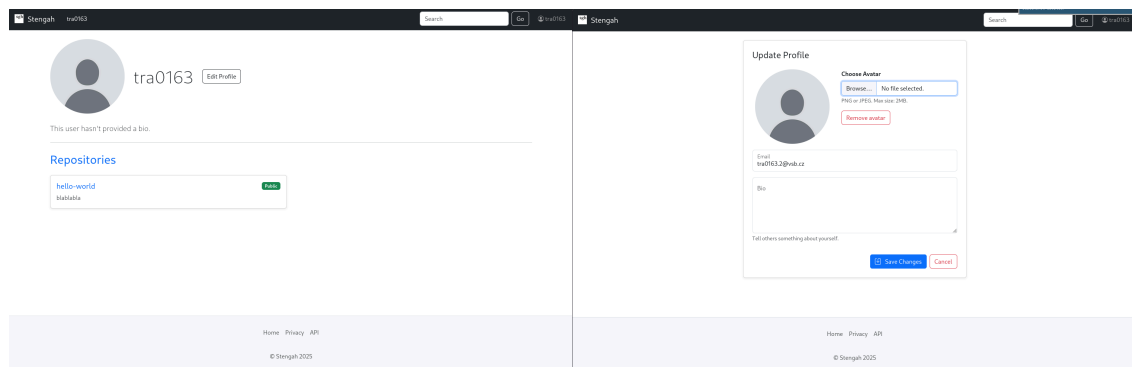 Stengah tra0163 Search Go tra0163
tra0163 Edit Profile
This user hasn't provided a bio.
Repositories
hello-world Public
blablabla
Home Privacy API
© Stengah 2025
Stengah Search Go tra0163
Update Profile
Choose Avatar
Browse... No file selected.
PNG or JPEG. Max size: 2MB.
Remove avatar
Email
tra0163.2@vsb.cz
Bio
Tell others something about yourself.
Save Changes Cancel
Home Privacy API
© Stengah 2025